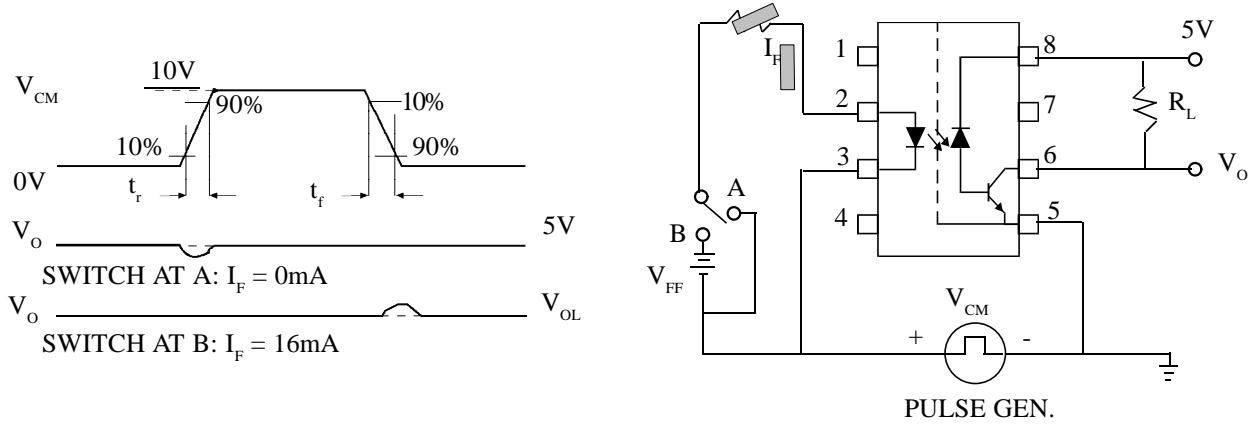 10V
V_CM
90%
10%
10%
90%
0V
t_r
t_f
V_O
5V
SWITCH AT A: I_F = 0mA
V_O
V_OL
SWITCH AT B: I_F = 16mA
I_F
1
2
3
4
8
7
6
5
5V
R_L
V_O
A
B
V_FF
V_CM
+
-
PULSE GEN.